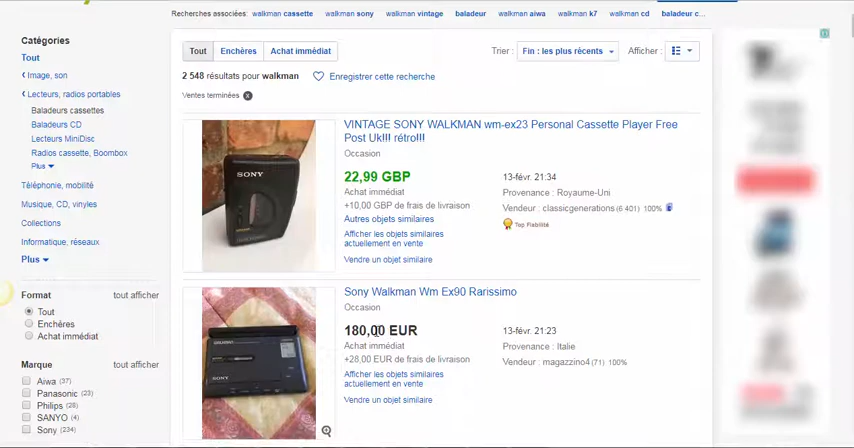 Recherches associées: walkman cassette walkman sony walkman vintage baladeur walkman aiwa walkman k7 walkman cd baladeur c...
Catégories
Tout
Image, son
Lecteurs, radios portables
Baladeurs cassettes
Baladeurs CD
Lecteurs MiniDisc
Radios cassette, Boombox
Plus
Téléphonie, mobilité
Musique, CD, vinyles
Collections
Informatique, réseaux
Plus
Format tout afficher
Tout
Enchères
Achat immédiat
Marque tout afficher
Aiwa (37)
Panasonic (23)
Philips (28)
SANYO (4)
Sony (234)
Tout Enchères Achat immédiat Trier : Fin : les plus récents Afficher :
2 548 résultats pour walkman Enregistrer cette recherche
Ventes terminées
VINTAGE SONY WALKMAN wm-ex23 Personal Cassette Player Free
Post Uk!!! rétro!!!
Occasion
22,99 GBP 13-févr. 21:34
Achat immédiat Provenance : Royaume-Uni
+10,00 GBP de frais de livraison Vendeur : classicgenerations (6 401) 100%
Autres objets similaires Top Fiabilité
Afficher les objets similaires
actuellement en vente
Vendre un objet similaire
SONY
Sony Walkman Wm Ex90 Rarissimo
Occasion
180,00 EUR 13-févr. 21:23
Achat immédiat Provenance : Italie
+28,00 EUR de frais de livraison Vendeur : magazzino4 (71) 100%
Afficher les objets similaires
actuellement en vente
Vendre un objet similaire
SONY